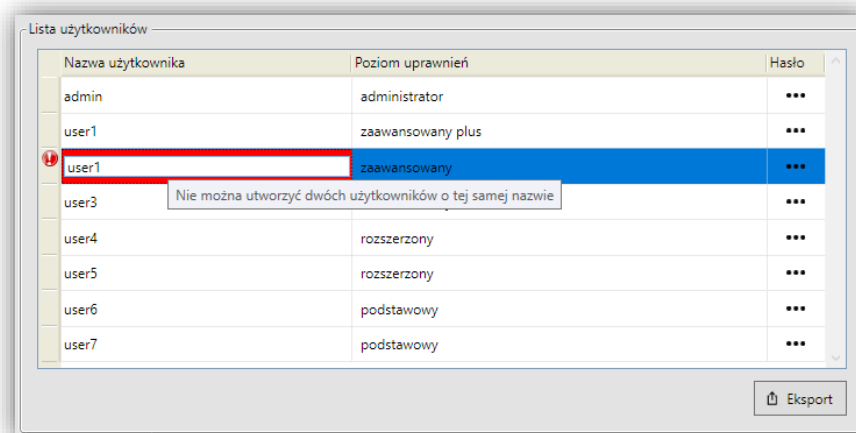 Lista użytkowników
Nazwa użytkownika Poziom uprawnień Hasło
admin administrator •••
user1 zaawansowany plus •••
user1 zaawansowany •••
Nie można utworzyć dwóch użytkowników o tej samej nazwie
user3 •••
user4 rozszerzony •••
user5 rozszerzony •••
user6 podstawowy •••
user7 podstawowy •••
Eksport